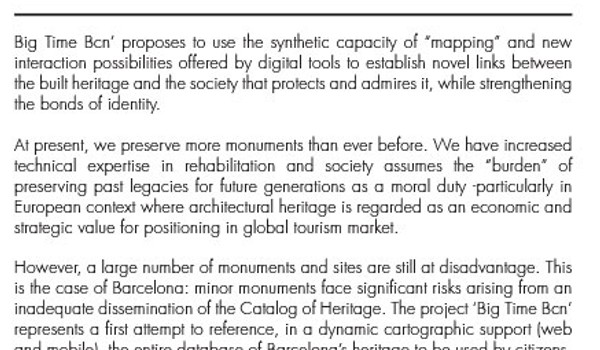 Big Time Bcn’ proposes to use the synthetic capacity of “mapping” and new
interaction possibilities offered by digital tools to establish novel links between
the built heritage and the society that protects and admires it, while strengthening
the bonds of identity.
At present, we preserve more monuments than ever before. We have increased
technical expertise in rehabilitation and society assumes the “burden” of
preserving past legacies for future generations as a moral duty -particularly in
European context where architectural heritage is regarded as an economic and
strategic value for positioning in global tourism market.
However, a large number of monuments and sites are still at disadvantage. This
is the case of Barcelona: minor monuments face significant risks arising from an
inadequate dissemination of the Catalog of Heritage. The project ‘Big Time Bcn’
represents a first attempt to reference, in a dynamic cartographic support (web
and mobile), the entire database of Barcelona’s heritage to be used by citizens,